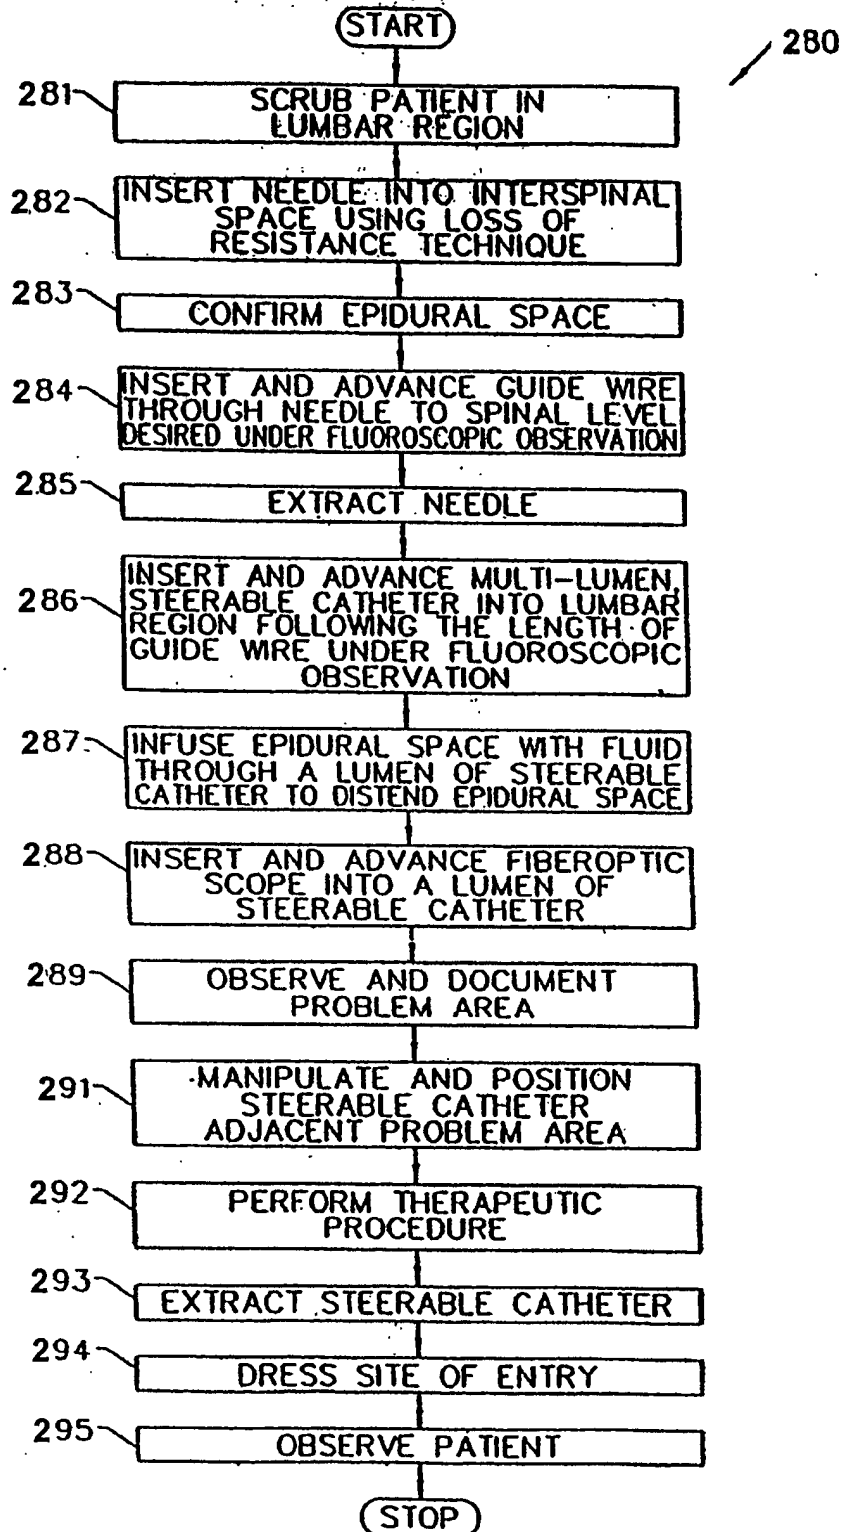 START
280
281
SCRUB PATIENT IN
LUMBAR REGION
282
INSERT NEEDLE INTO INTERSPINAL
SPACE USING LOSS OF
RESISTANCE TECHNIQUE
283
CONFIRM EPIDURAL SPACE
284
INSERT AND ADVANCE GUIDE WIRE
THROUGH NEEDLE TO SPINAL LEVEL
DESIRED UNDER FLUOROSCOPIC OBSERVATION
285
EXTRACT NEEDLE
286
INSERT AND ADVANCE MULTI-LUMEN,
STEERABLE CATHETER INTO LUMBAR
REGION FOLLOWING THE LENGTH OF
GUIDE WIRE UNDER FLUOROSCOPIC
OBSERVATION
287
INFUSE EPIDURAL SPACE WITH FLUID
THROUGH A LUMEN OF STEERABLE
CATHETER TO DISTEND EPIDURAL SPACE
288
INSERT AND ADVANCE FIBEROPTIC
SCOPE INTO A LUMEN OF
STEERABLE CATHETER
289
OBSERVE AND DOCUMENT
PROBLEM AREA
291
MANIPULATE AND POSITION
STEERABLE CATHETER
ADJACENT PROBLEM AREA
292
PERFORM THERAPEUTIC
PROCEDURE
293
EXTRACT STEERABLE CATHETER
294
DRESS SITE OF ENTRY
295
OBSERVE PATIENT
STOP